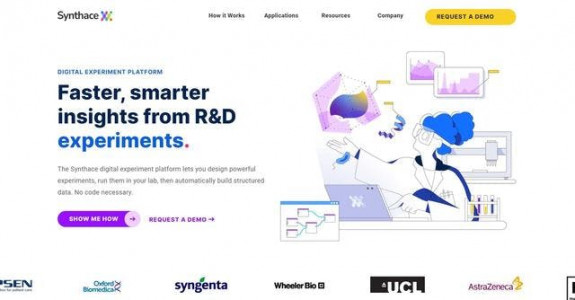 Synthace
How it Works
Applications
Resources
Company
REQUEST A DEMO
DIGITAL EXPERIMENT PLATFORM
Faster, smarter
insights from R&D
experiments.
The Synthace digital experiment platform lets you design powerful
experiments, run them in your lab, then automatically build structured
data. No code necessary.
SHOW ME HOW →
REQUEST A DEMO →
PSEN
Oxford
Biomedica
syngenta
Wheeler Bio
UCL
AstraZeneca